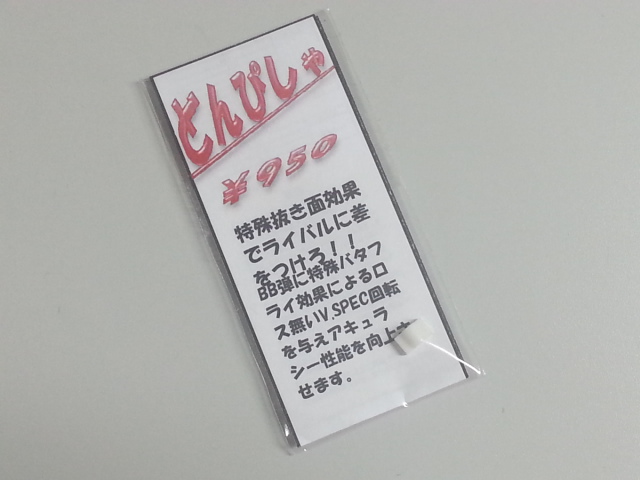 とんぴしゃ
¥950
特殊抜き面効果
でライバルに差
をつけろ!!
BB弾に特殊バタフ
ライ効果によるロ
ス無いV.SPEC回転
を与えアキュラ
シー性能を向上
せます。